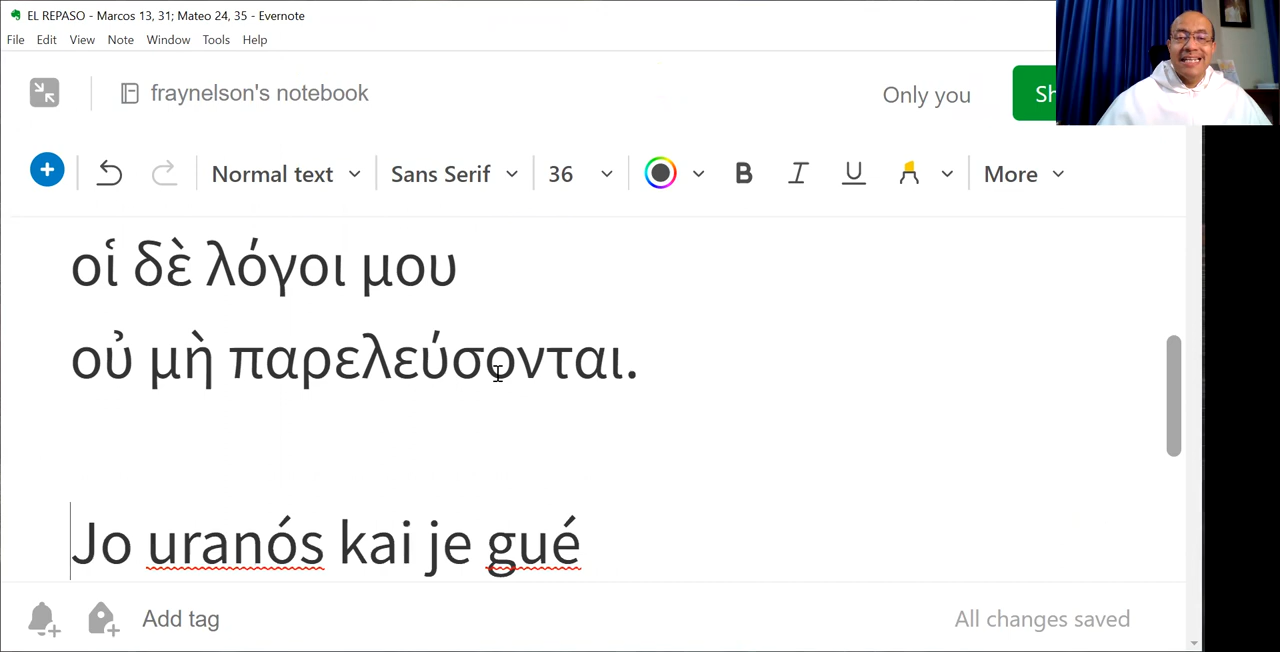 EL REPASO - Marcos 13, 31; Mateo 24, 35 - Evernote
File Edit View Note Window Tools Help
fraynelson's notebook
Only you
Sh
Normal text Sans Serif 36 B I U More
οἵ δὲ λόγοι μου
οὐ μὴ παρελεύσονται.
Jo uranós kai je gué
Add tag
All changes saved